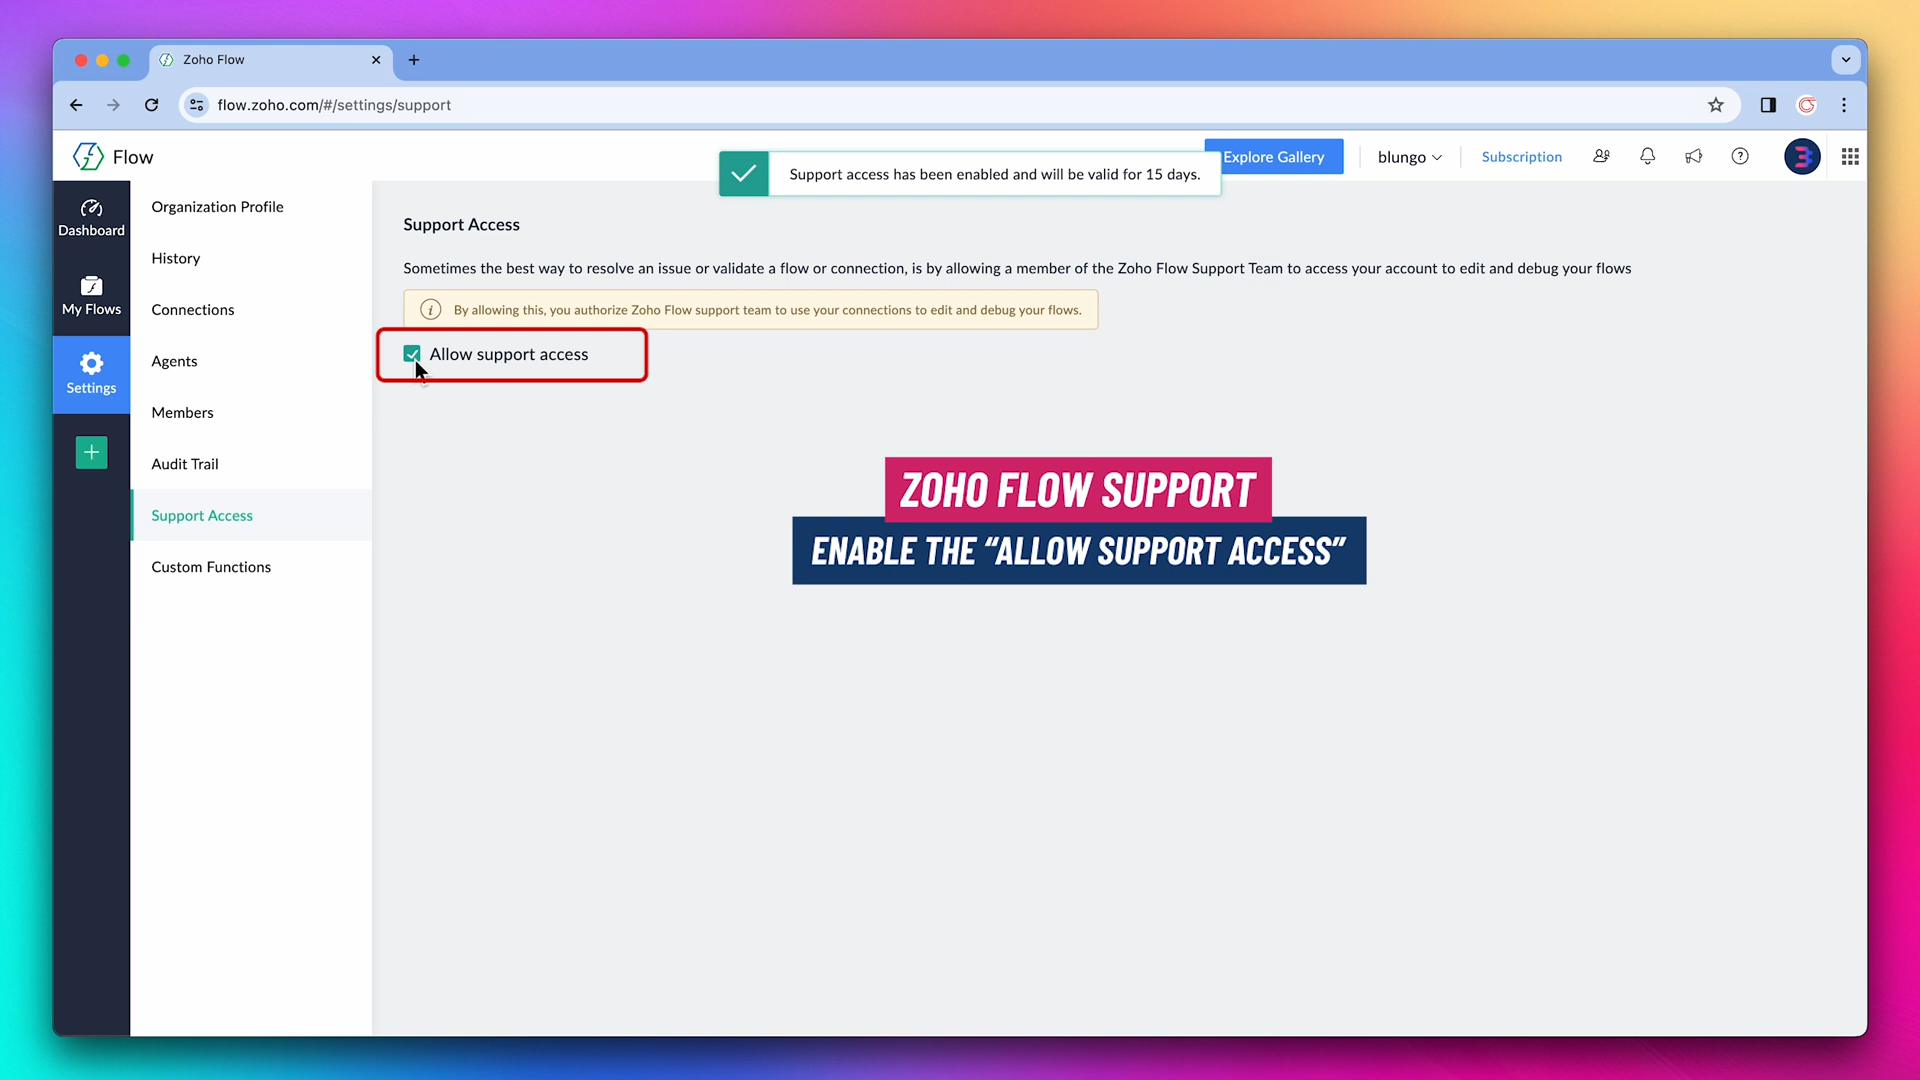 Zoho Flow
flow.zoho.com/#/settings/support
Flow
Support access has been enabled and will be valid for 15 days.
Explore Gallery
blungo
Subscription
Dashboard
My Flows
Settings
Organization Profile
History
Connections
Agents
Members
Audit Trail
Support Access
Custom Functions
Support Access
Sometimes the best way to resolve an issue or validate a flow or connection, is by allowing a member of the Zoho Flow Support Team to access your account to edit and debug your flows
By allowing this, you authorize Zoho Flow support team to use your connections to edit and debug your flows.
Allow support access
ZOHO FLOW SUPPORT
ENABLE THE “ALLOW SUPPORT ACCESS”